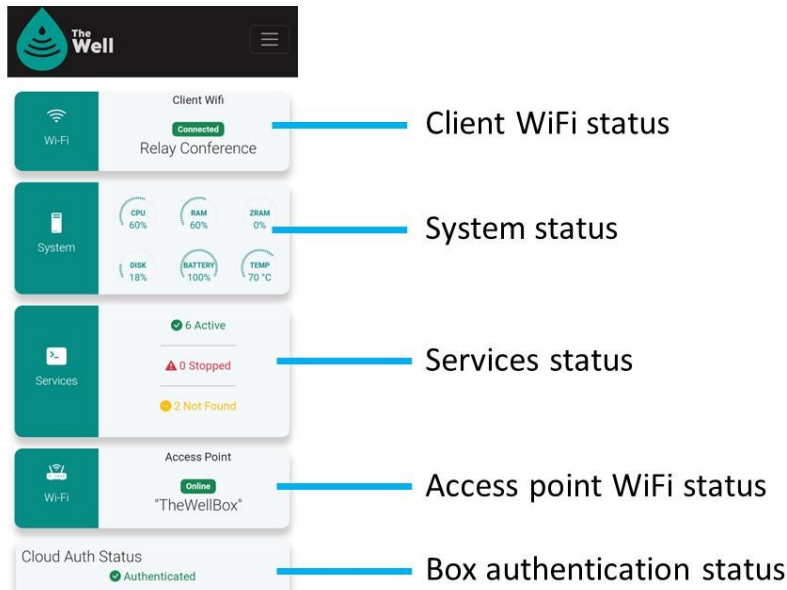 The
Well
Client Wifi
Connected
Wi-Fi
Relay Conference
Client WiFi status
CPU
60%
RAM
60%
ZRAM
0%
System
DISK
18%
BATTERY
100%
TEMP
70 °C
System status
6 Active
0 Stopped
Services
2 Not Found
Services status
Access Point
Online
Wi-Fi
"TheWellBox"
Access point WiFi status
Cloud Auth Status
Authenticated
Box authentication status